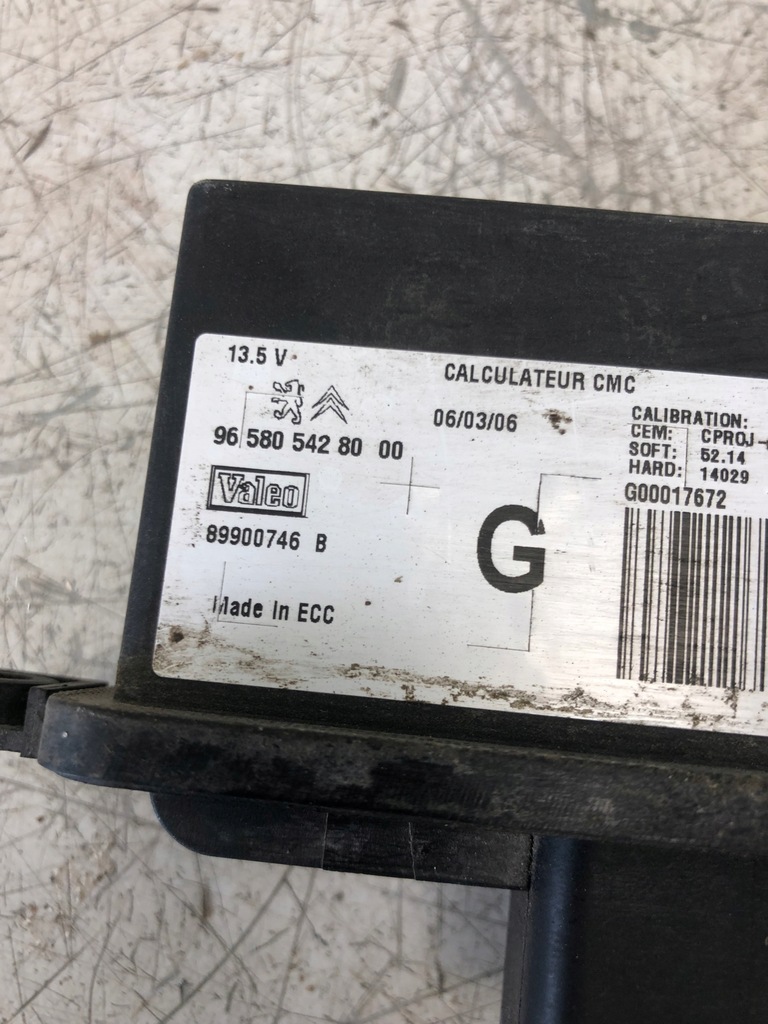 13.5 V
CALCULATEUR CMC
06/03/06
96 580 542 80 00
Valeo
89900746 B
Made In ECC
G
CALIBRATION:
CEM: CPROJ-
SOFT: 52.14
HARD: 14029
G00017672